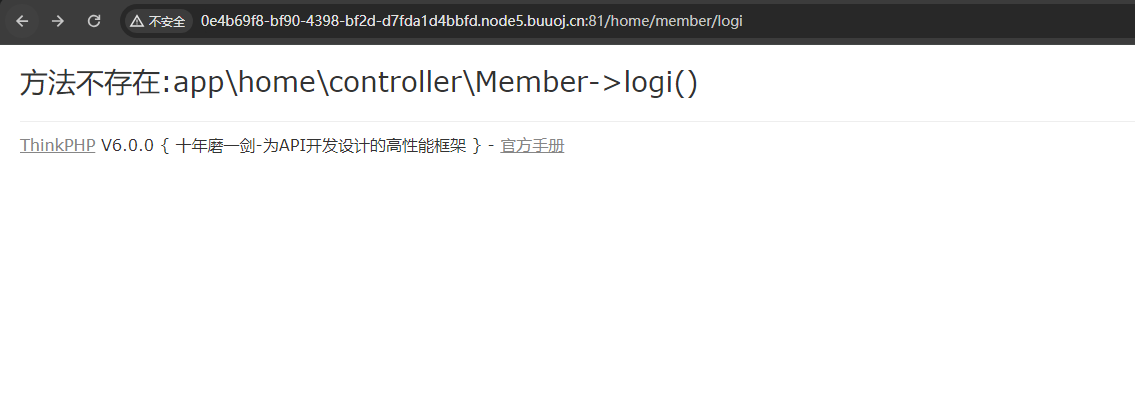 不安全 0e4b69f8-bf90-4398-bf2d-d7fda1d4bbfd.node5.buuoj.cn:81/home/member/logi
方法不存在:app\home\controller\Member->logi()
ThinkPHP V6.0.0 { 十年磨一剑-为API开发设计的高性能框架 } - 官方手册